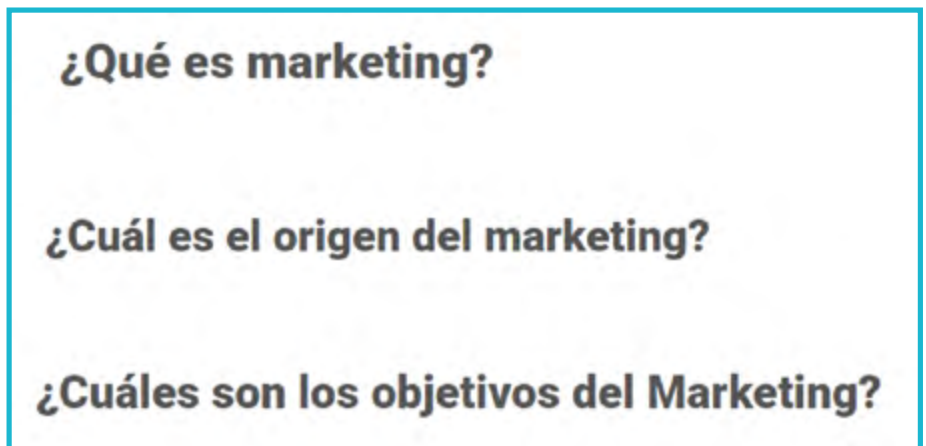 ¿Qué es marketing?
¿Cuál es el origen del marketing?
¿Cuáles son los objetivos del Marketing?